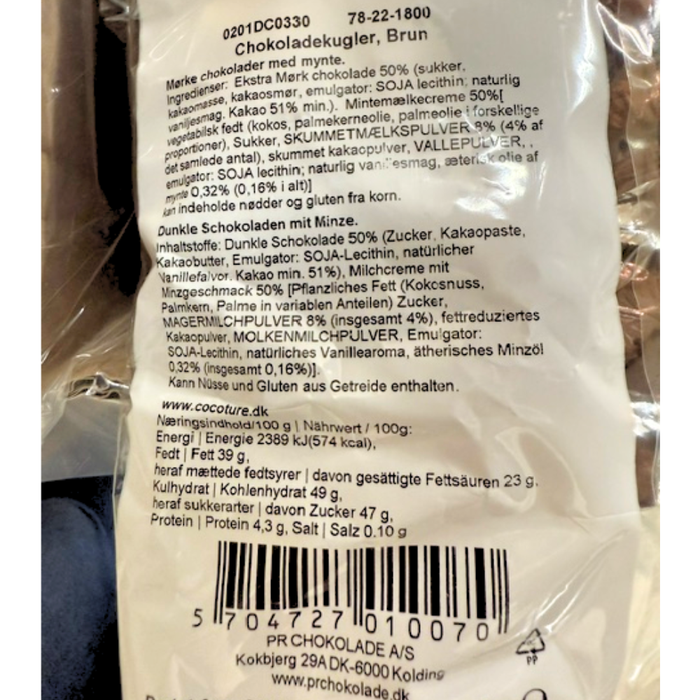 0201DC0330 78-22-1800
Chokoladekugler, Brun
Mørke chokolader med mynte.
Ingredienser: Ekstra Mørk chokolade 50% (sukker,
kakaomasse, kakaosmør, emulgator: SOJA lecithin; naturlig
vaniljesmag, Kakao 51% min.). Mintemælkecreme 50%[
vegetabilsk fedt (kokos, palmekerneolie, palmeolie i forskellige
proportioner), Sukker, SKUMMETMÆLKSPULVER 8% (4% af
det samlede antal), skummet kakaopulver, VALLEPULVER, ,
emulgator: SOJA lecithin; naturlig vaniljesmag, æterisk olie af
mynte 0,32% (0,16% i alt)]
kan indeholde nødder og gluten fra korn.
Dunkle Schokoladen mit Minze.
Inhaltstoffe: Dunkle Schokolade 50% (Zucker, Kakaopaste,
Kakaobutter, Emulgator: SOJA-Lecithin, natürlicher
Vanillefalvor. Kakao min. 51%), Milchcreme mit
Minzgeschmack 50% [Pflanzliches Fett (Kokosnuss,
Palmkern, Palme in variablen Anteilen) Zucker,
MAGERMILCHPULVER 8% (insgesamt 4%), fettreduziertes
Kakaopulver, MOLKENMILCHPULVER, Emulgator:
SOJA-Lecithin, natürliches Vanillearoma, ätherisches Minzöl
0,32% (insgesamt 0,16%)].
Kann Nüsse und Gluten aus Getreide enthalten.
www.cocoture.dk
Næringsindhold/100 g | Nährwert / 100g:
Energi | Energie 2389 kJ(574 kcal),
Fedt | Fett 39 g,
heraf mættede fedtsyrer | davon gesättigte Fettsäuren 23 g.
Kulhydrat | Kohlenhydrat 49 g,
heraf sukkerarter | davon Zucker 47 g,
Protein | Protein 4,3 g, Salt | Salz 0.10 g
5 704727 010070
PR CHOKOLADE A/S
Kokbjerg 29A DK-6000 Kolding
www.prchokolade.dk
PP